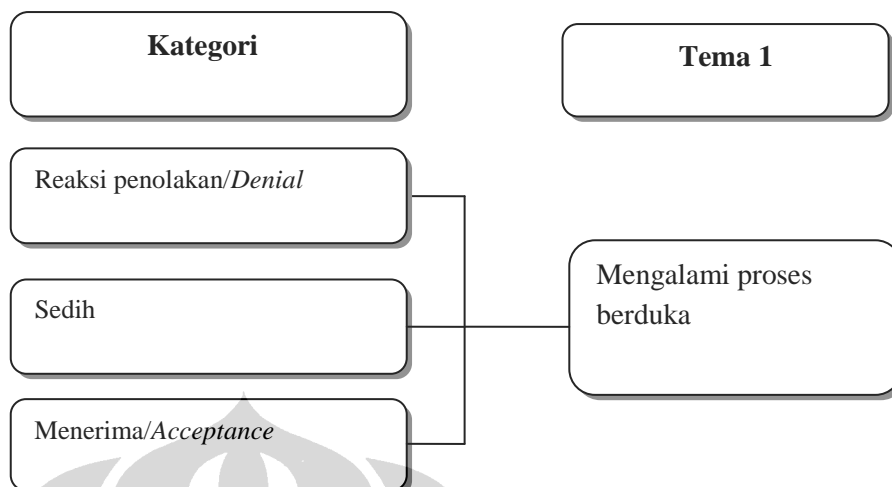 Kategori
Tema 1
Reaksi penolakan/Denial
Sedih
Mengalami proses
berduka
Menerima/Acceptance